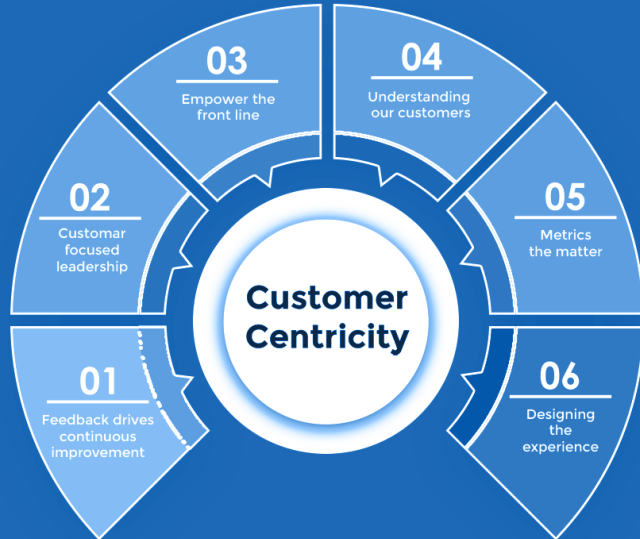 01
Feedback drives
continuous
improvement
02
Customar
focused
leadership
03
Empower the
front line
04
Understanding
our customers
05
Metrics
the matter
06
Designing
the
experience
Customer
Centricity